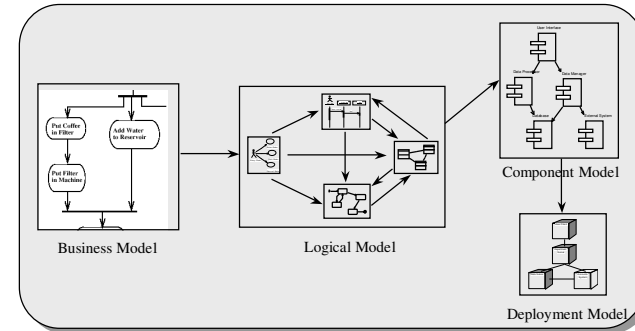 Put Coffee
in Filter
Add Water
to Reservoir
Put Filter
in Machine
Business Model
Logical Model
User Interface
Data Processor
Data Manager
Database
External System
Component Model
Deployment Model